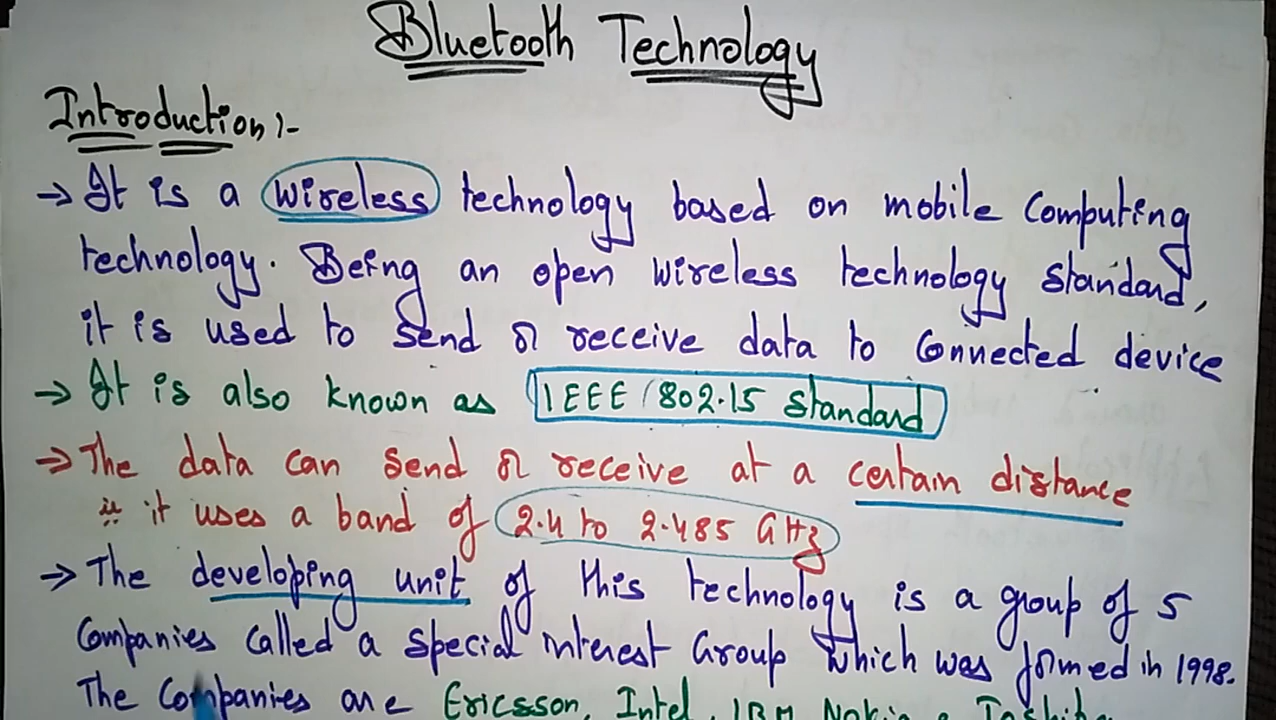 Bluetooth Technology
Introduction :-
→ It is a wireless technology based on mobile Computing
technology. Being an open wireless technology standard,
it is used to send or receive data to Connected device
→ It is also known as IEEE 802.15 standard
→ The data can send or receive at a certain distance
it uses a band of 2.4 to 2.485 GHz
→ The developing unit of this technology is a group of 5
Companies called a special interest Group which was formed in 1998.
The Companies are Ericsson, Intel, IBM, Nokia & Toshiba